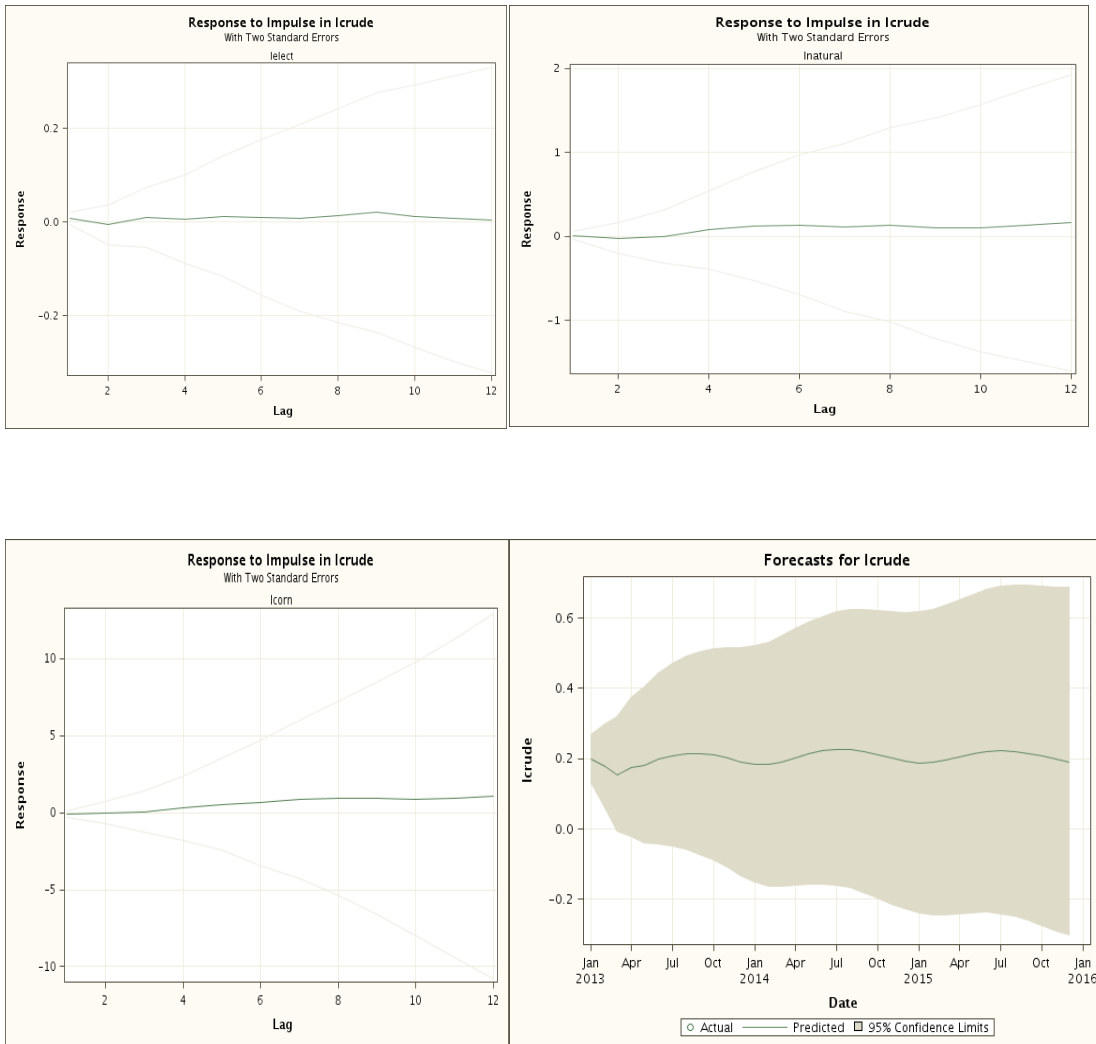 Response to Impulse in lcrude
With Two Standard Errors
lelect
Response
0.2
0.0
−0.2
2 4 6 8 10 12
Lag
Response to Impulse in lcrude
With Two Standard Errors
lnatural
Response
2
1
0
−1
2 4 6 8 10 12
Lag
Response to Impulse in lcrude
With Two Standard Errors
lcorn
Response
10
5
0
−5
−10
2 4 6 8 10 12
Lag
Forecasts for lcrude
lcrude
0.6
0.4
0.2
0.0
−0.2
Jan Apr Jul Oct Jan Apr Jul Oct Jan Apr Jul Oct Jan
2013 2014 2015 2016
Date
Actual Predicted 95% Confidence Limits